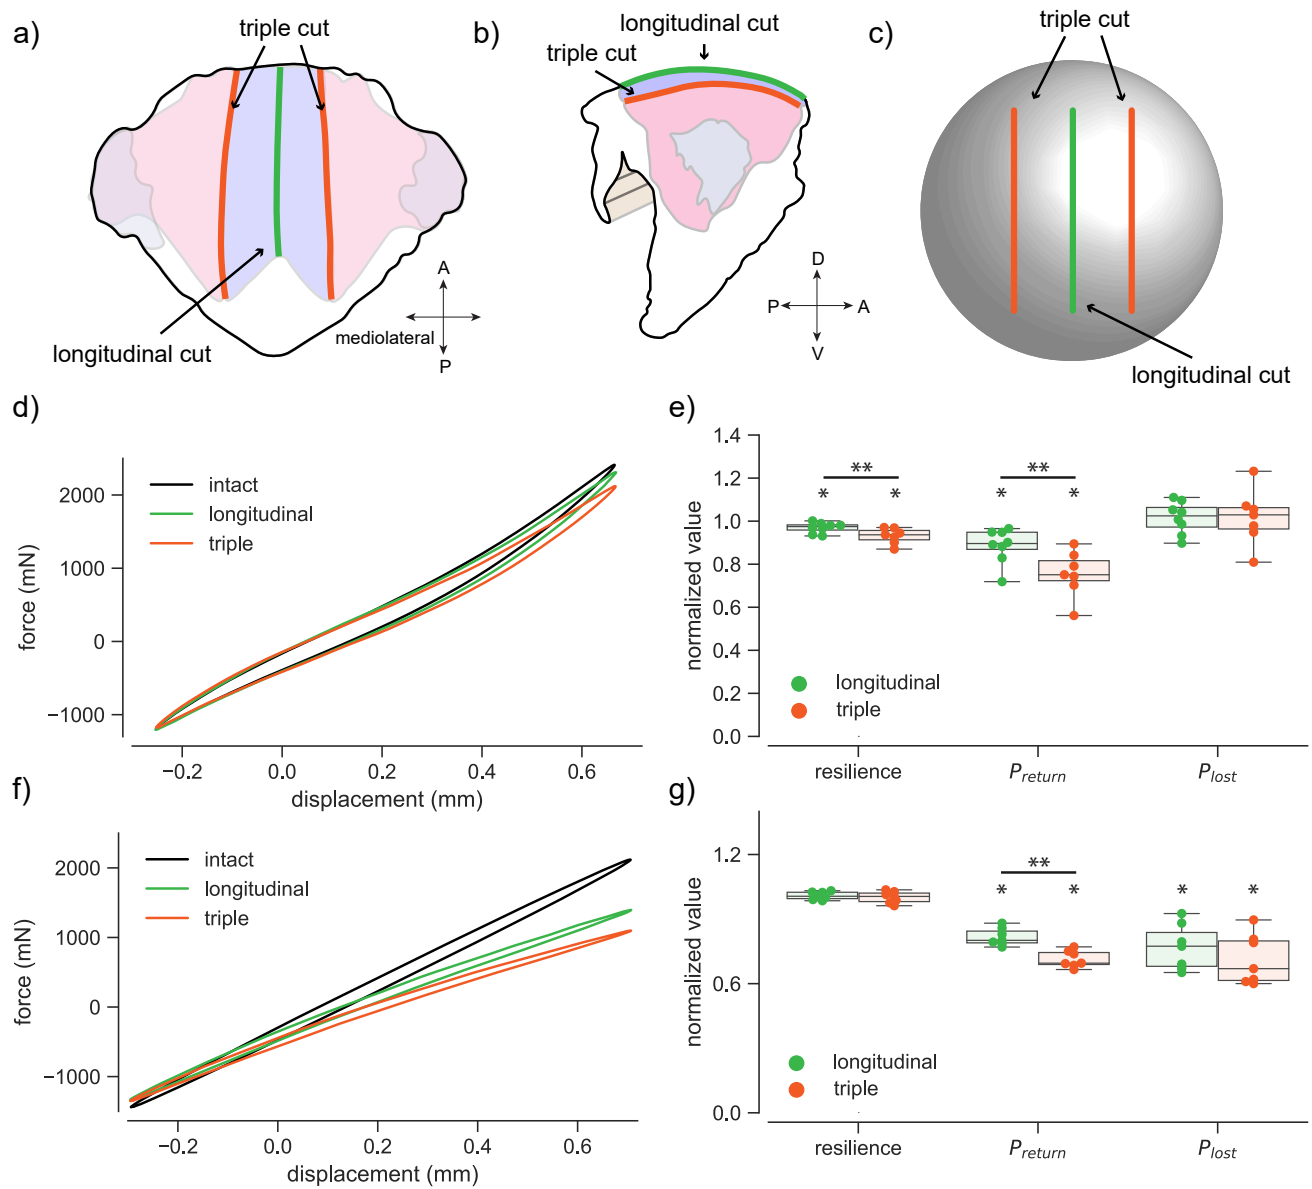 a)
triple cut
longitudinal cut
A
mediolateral
P
b)
longitudinal cut
triple cut
D
P
A
V
c)
triple cut
longitudinal cut
d)
force (mN)
2000
1000
0
−1000
intact
longitudinal
triple
−0.2
0.0
0.2
0.4
0.6
displacement (mm)
e)
normalized value
1.4
1.2
1.0
0.8
0.6
0.4
0.2
0.0
**
*
*
**
*
*
longitudinal
triple
resilience
P_return
P_lost
f)
force (mN)
2000
1000
0
−1000
intact
longitudinal
triple
−0.2
0.0
0.2
0.4
0.6
displacement (mm)
g)
normalized value
1.2
0.6
0.0
**
*
*
*
*
longitudinal
triple
resilience
P_return
P_lost